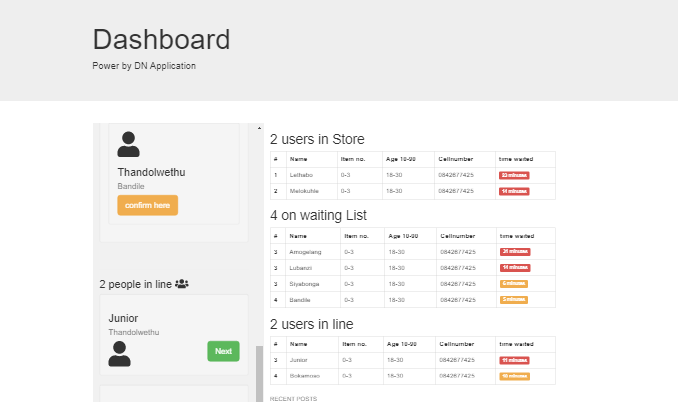 Dashboard
Power by DN Application
Thandolwethu
Bandile
confirm here
2 people in line
Junior
Thandolwethu
Next
2 users in Store
# Name Item no. Age 10-90 Cellnumber time waited
1 Lethabo 0-3 18-30 0842677425 23 minutes
2 Melokuhle 0-3 18-30 0842677425 14 minutes
4 on waiting List
# Name Item no. Age 10-90 Cellnumber time waited
3 Amogelang 0-3 18-30 0842677425 minutes
3 Lubanzi 0-3 18-30 0842677425 14 minutes
3 Siyabonga 0-3 18-30 0842677425 minutes
4 Bandile 0-3 18-30 0842677425 minutes
2 users in line
# Name Item no. Age 10-90 Cellnumber time waited
3 Junior 0-3 18-30 0842677425 11 minutes
4 Bokamoso 0-3 18-30 0842677425 10 minutes
RECENT POSTS